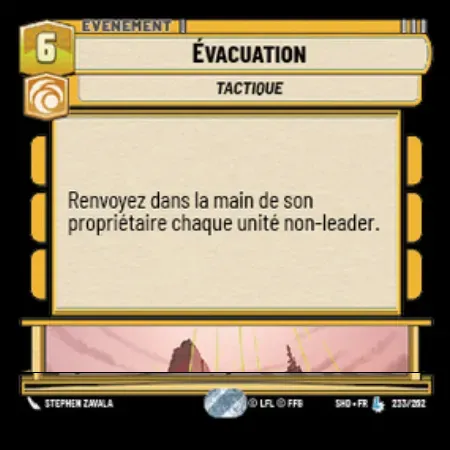 EVENEMENT
6
ÉVACUATION
TACTIQUE
Renvoyez dans la main de son
propriétaire chaque unité non-leader.
STEPHEN ZAVALA © LFL © FFG SHD • FR 233/262